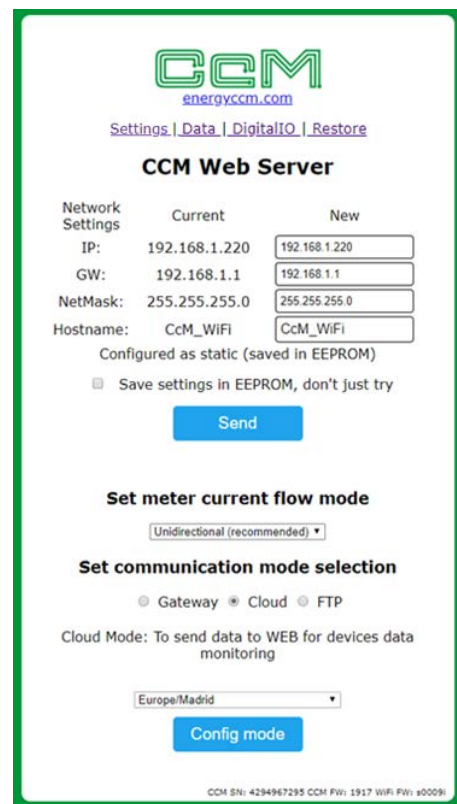 CcM
energyccm.com
Settings | Data | DigitalIO | Restore
CCM Web Server
Network Settings Current New
IP: 192.168.1.220 192.168.1.220
GW: 192.168.1.1 192.168.1.1
NetMask: 255.255.255.0 255.255.255.0
Hostname: CcM_WiFi CcM_WiFi
Configured as static (saved in EEPROM)
Save settings in EEPROM, don't just try
Send
Set meter current flow mode
Unidirectional (recommended)
Set communication mode selection
Gateway Cloud FTP
Cloud Mode: To send data to WEB for devices data
monitoring
Europe/Madrid
Config mode
CCM SN: 4294967295 CCM FW: 1917 WiFi FW: s0009i